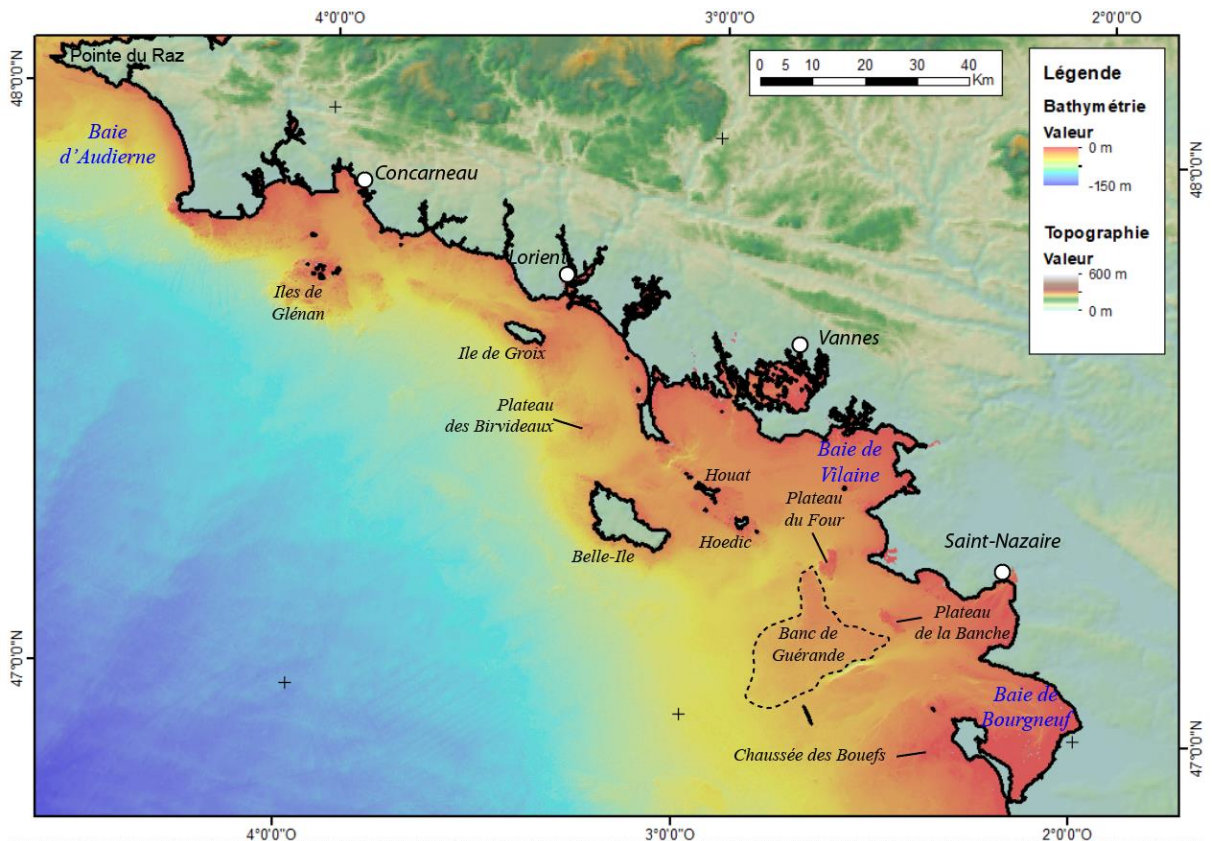 4°0'0"O
3°0'0"O
2°0'0"O
Pointe du Raz
48°0'0"N
Baie
d'Audierne
Concarneau
Lorient
Iles de
Glénan
Ile de Groix
Vannes
Plateau
des Birvideaux
Baie de
Vilaine
Houat
Plateau
du Four
Hoedic
Belle-Ile
Saint-Nazaire
Banc de
Guérande
Plateau
de la Banche
Baie de
Bourgneuf
Chaussée des Bouefs
0 5 10 20 30 40
Km
Légende
Bathymétrie
Valeur
0 m
-150 m
Topographie
Valeur
600 m
0 m
48°0'0"N
47°0'0"N
47°0'0"N
4°0'0"O
3°0'0"O
2°0'0"O